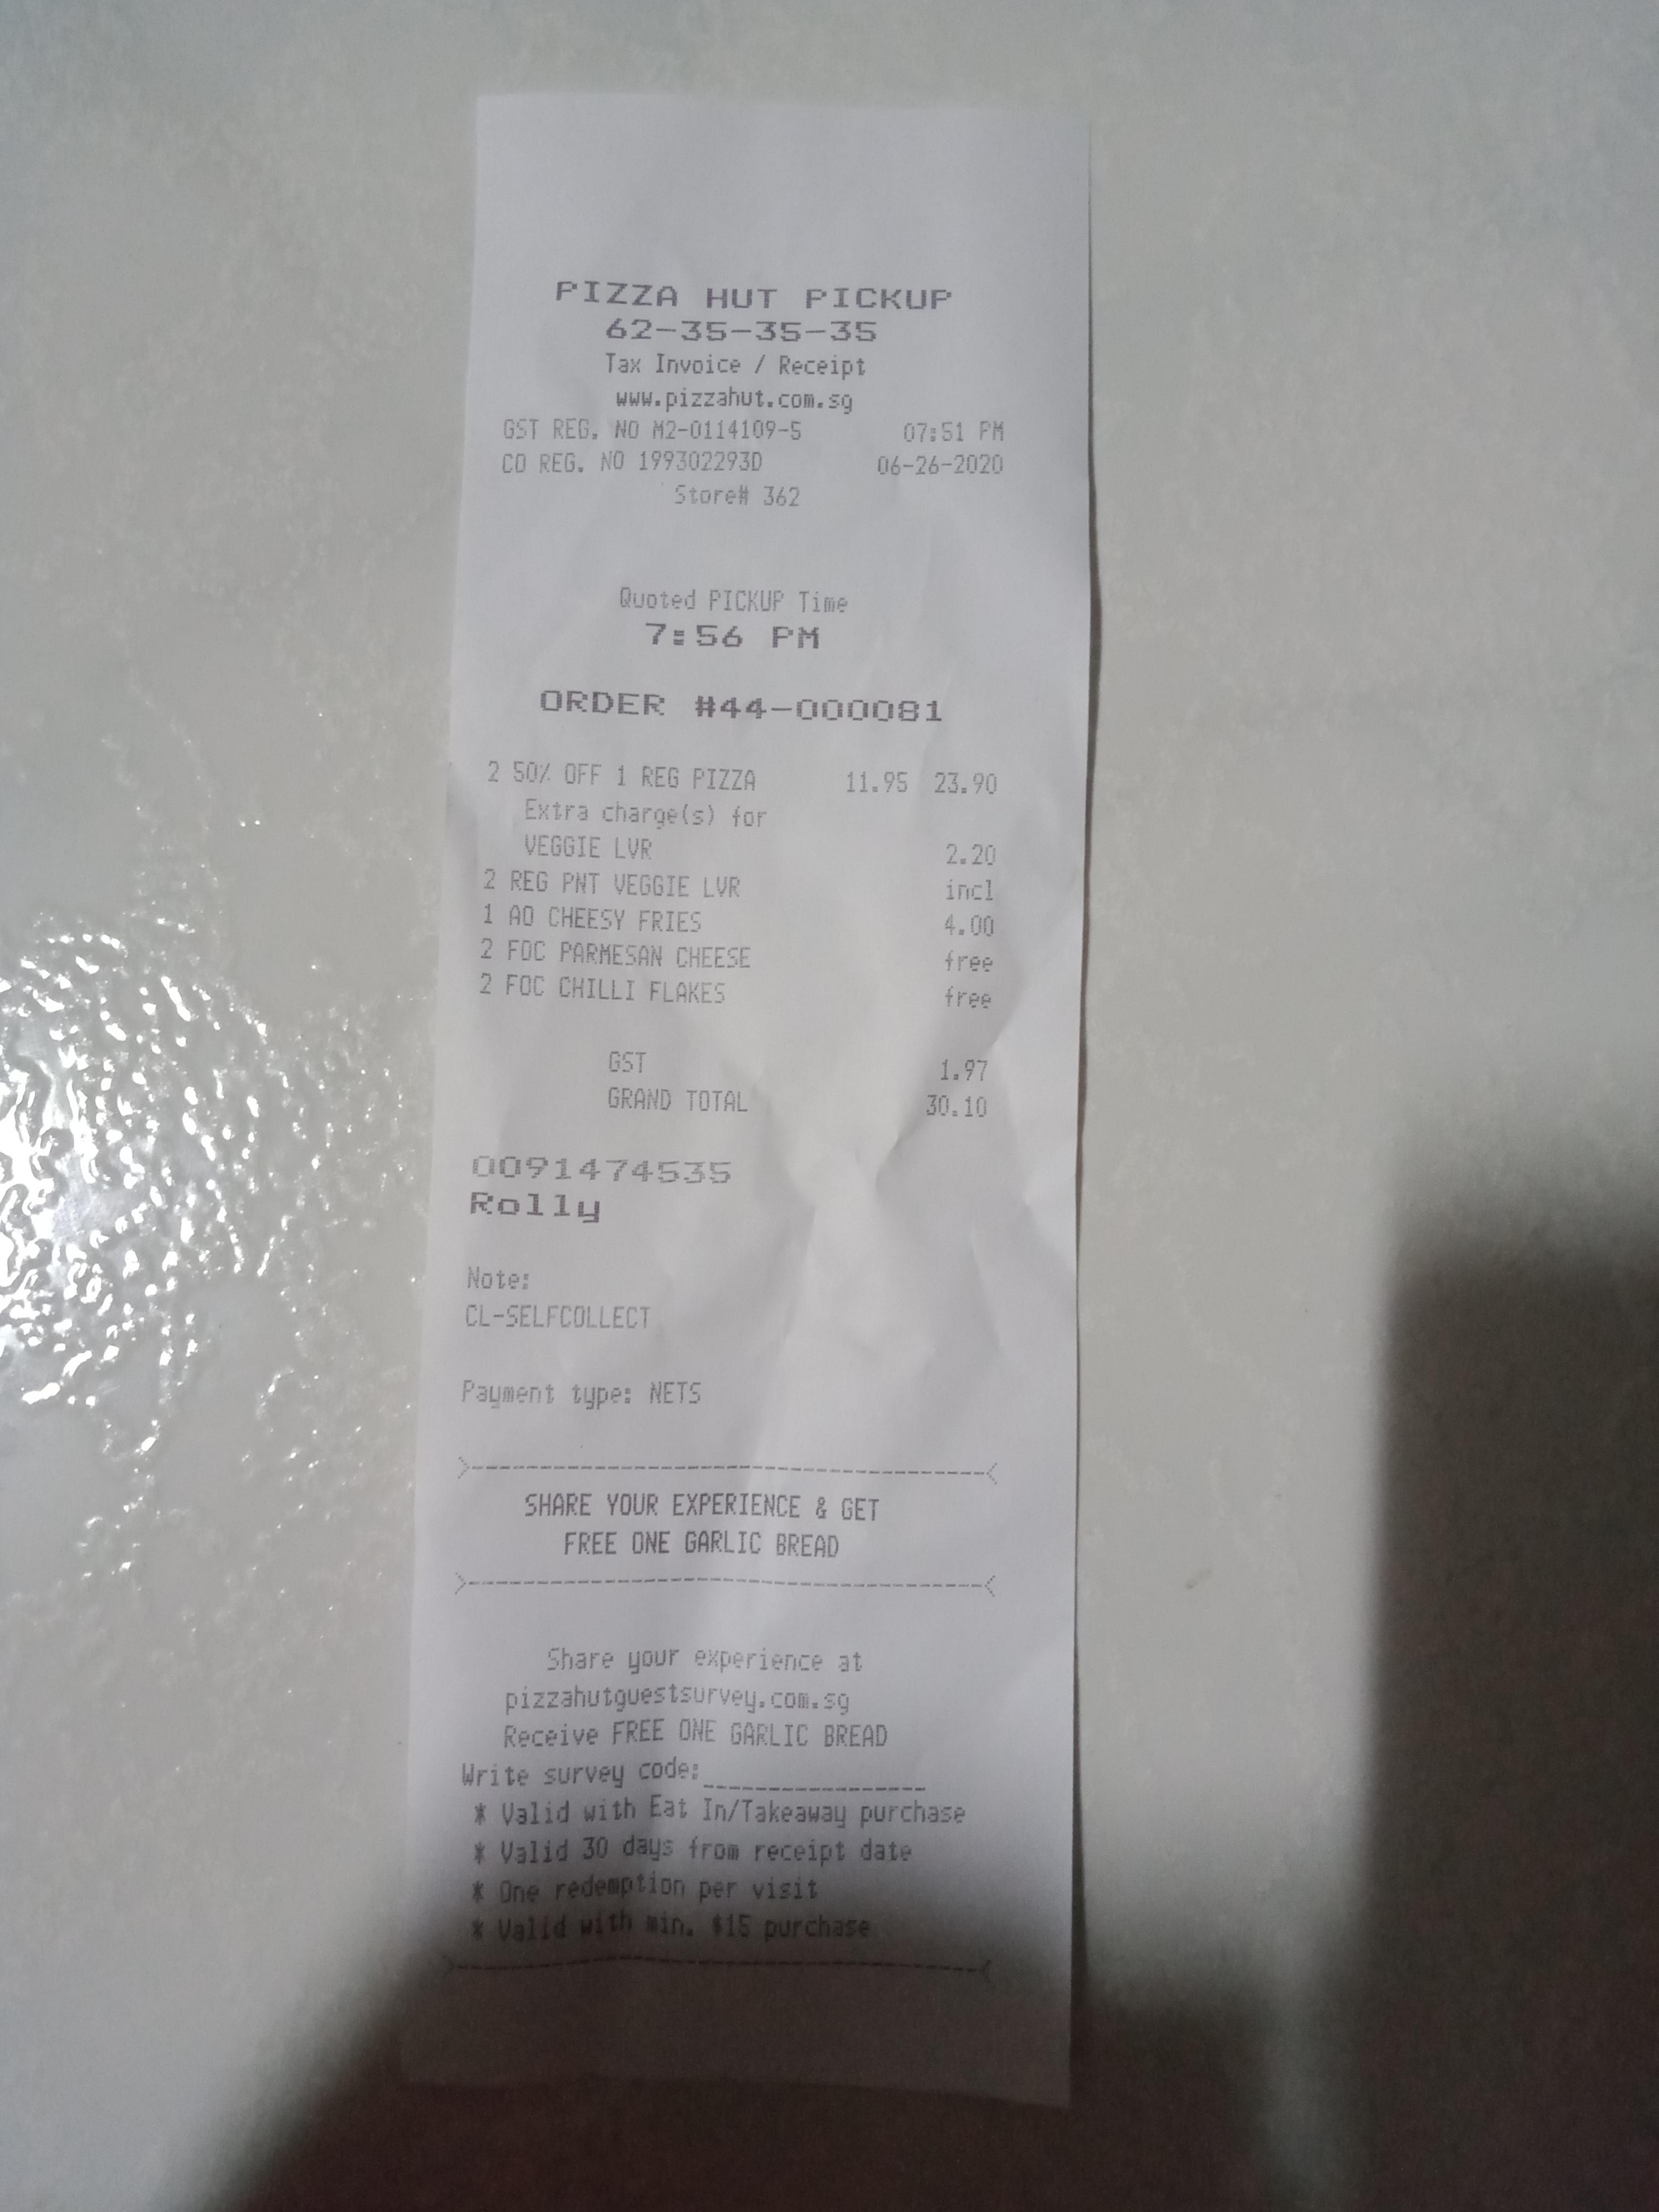 PIZZA HUT PICKUP
62-35-35-35
Tax Invoice / Receipt
www.pizzahut.com.sg
GST REG. NO M2-0114109-5 07:51 PM
CO REG. NO 199302293D 06-26-2020
Store# 362
Quoted PICKUP Time
7:56 PM
ORDER #44-000081
2 50% OFF 1 REG PIZZA 11.95 23.90
Extra charge(s) for
VEGGIE LVR 2.20
2 REG PNT VEGGIE LVR incl
1 AO CHEESY FRIES 4.00
2 FOC PARMESAN CHEESE free
2 FOC CHILLI FLAKES free
GST 1.97
GRAND TOTAL 30.10
0091474535
Rolly
Note:
CL-SELFCOLLECT
Payment type: NETS
>----------------------------------------<
SHARE YOUR EXPERIENCE & GET
FREE ONE GARLIC BREAD
>----------------------------------------<
Share your experience at
pizzahutguestsurvey.com.sg
Receive FREE ONE GARLIC BREAD
Write survey code:_________________
* Valid with Eat In/Takeaway purchase
* Valid 30 days from receipt date
* One redemption per visit
* Valid with min. $15 purchase
>----------------------------------------<